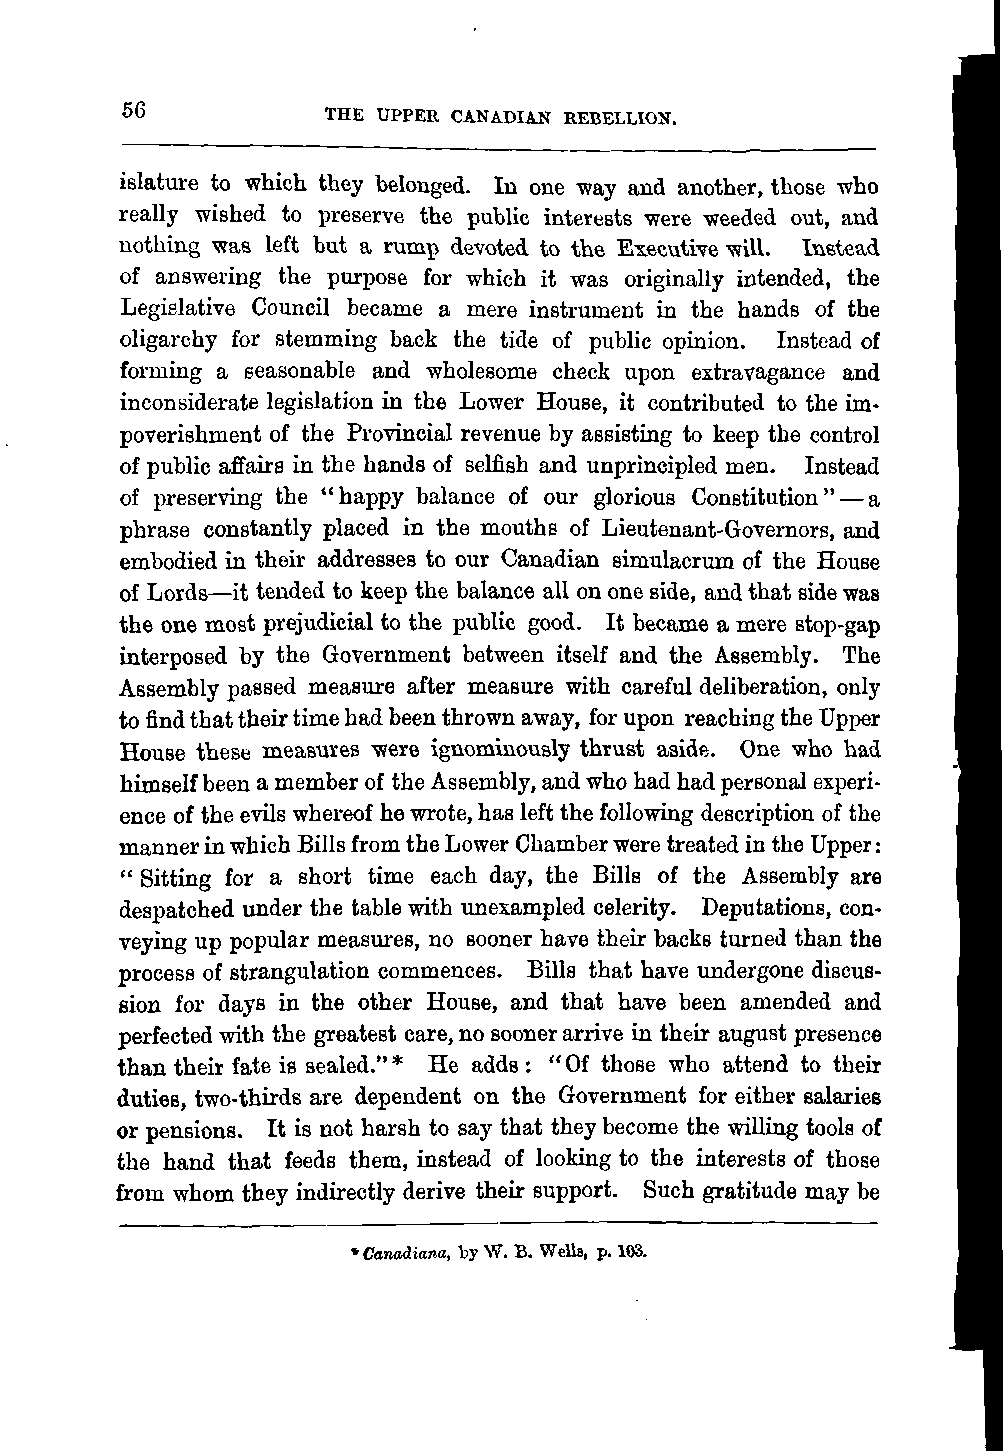 56
THE UPPER CANADIAN REBELLION.
islature to which they belonged. In one way and another, those who
really wished to preserve the public interests were weeded out, and
nothing was left but a rump devoted to the Executive will. Instead
of answering the purpose for which it was originally intended, the
Legislative Council became a mere instrument in the hands of the
oligarchy for stemming back the tide of public opinion. Instead of
forming a seasonable and wholesome check upon extravagance and
inconsiderate legislation in the Lower House, it contributed to the im-
poverishment of the Provincial revenue by assisting to keep the control
of public affairs in the hands of selfish and unprincipled men. Instead
of preserving the "happy balance of our glorious Constitution"—a
phrase constantly placed in the mouths of Lieutenant-Governors, and
embodied in their addresses to our Canadian simulacrum of the House
of Lords—it tended to keep the balance all on one side, and that side was
the one most prejudicial to the public good. It became a mere stop-gap
interposed by the Government between itself and the Assembly. The
Assembly passed measure after measure with careful deliberation, only
to find that their time had been thrown away, for upon reaching the Upper
House these measures were ignominously thrust aside. One who had
himself been a member of the Assembly, and who had had personal experi-
ence of the evils whereof he wrote, has left the following description of the
manner in which Bills from the Lower Chamber were treated in the Upper:
"Sitting for a short time each day, the Bills of the Assembly are
despatched under the table with unexampled celerity. Deputations, con-
veying up popular measures, no sooner have their backs turned than the
process of strangulation commences. Bills that have undergone discus-
sion for days in the other House, and that have been amended and
perfected with the greatest care, no sooner arrive in their august presence
than their fate is sealed."* He adds: "Of those who attend to their
duties, two-thirds are dependent on the Government for either salaries
or pensions. It is not harsh to say that they become the willing tools of
the hand that feeds them, instead of looking to the interests of those
from whom they indirectly derive their support. Such gratitude may be
* Canadiana, by W. B. Wells, p. 103.